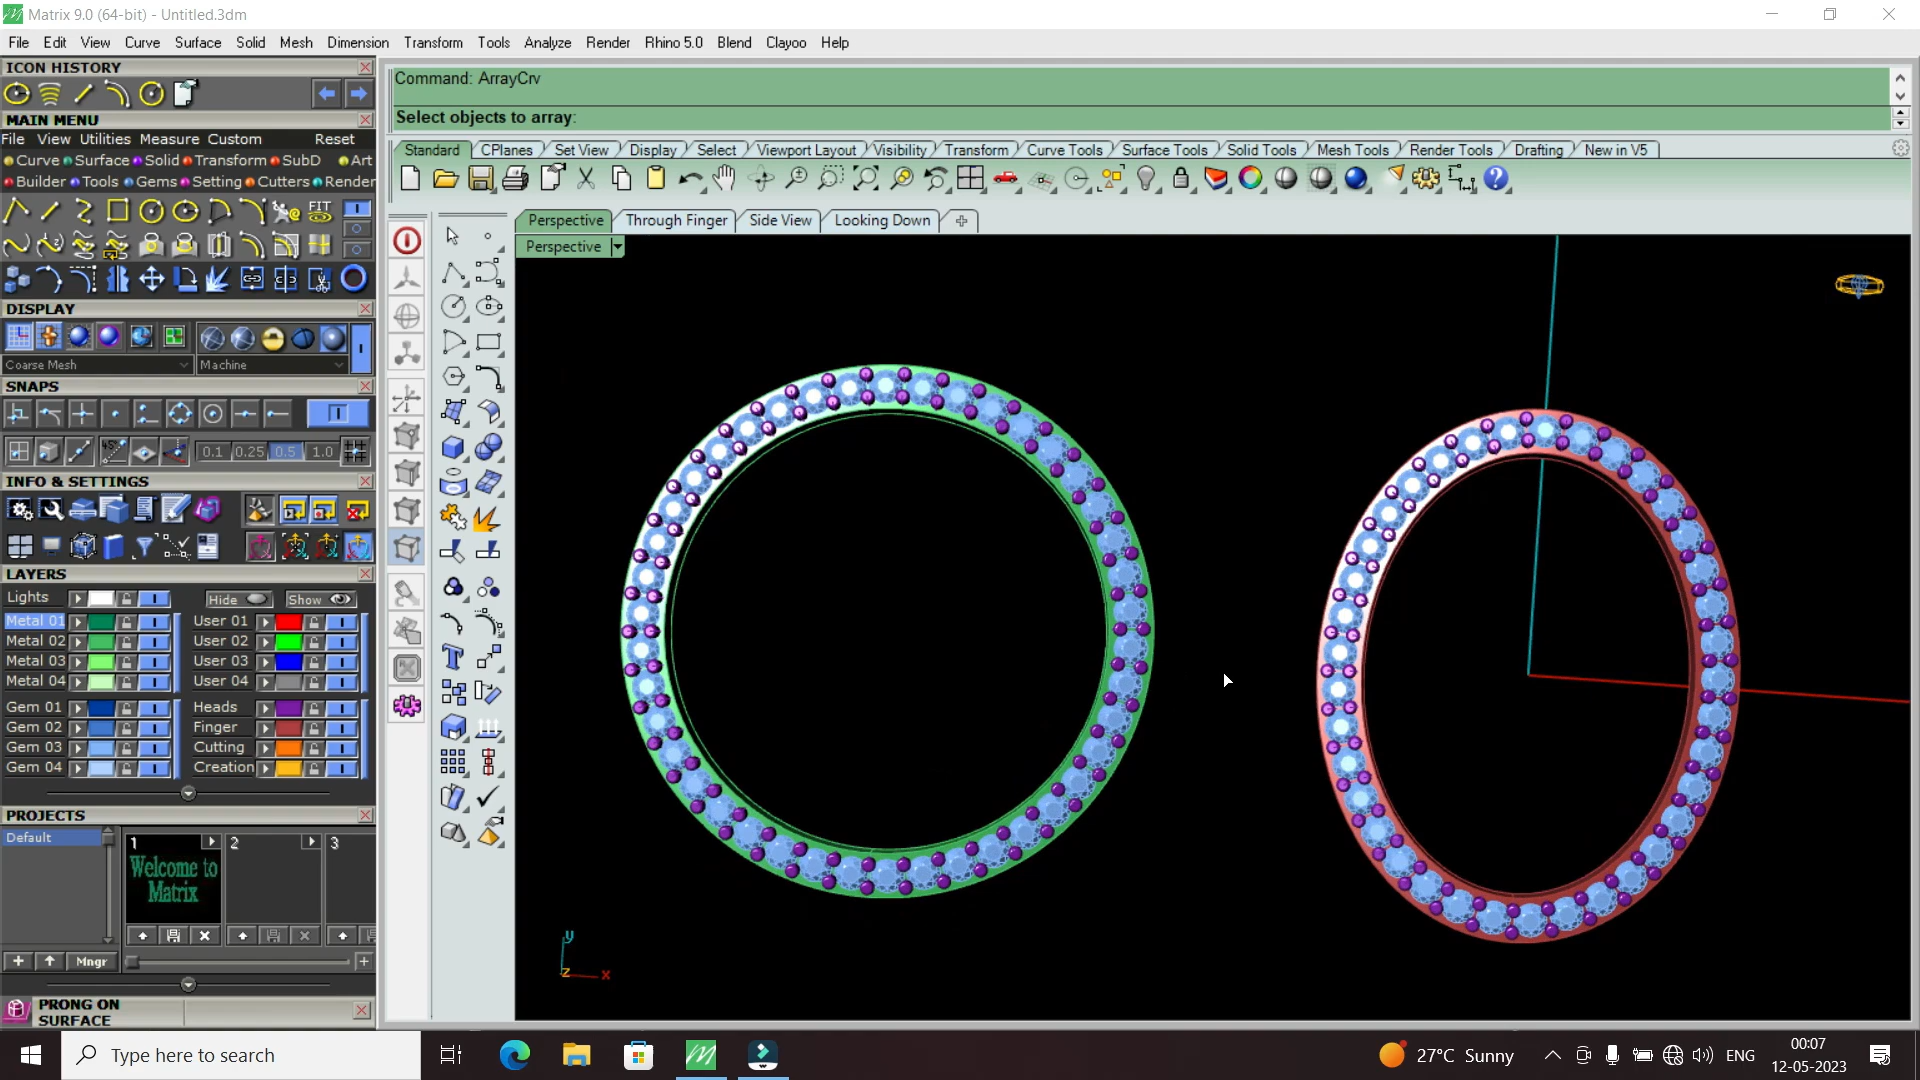 Matrix 9.0 (64-bit) - Untitled.3dm
File Edit View Curve Surface Solid Mesh Dimension Transform Tools Analyze Render Rhino 5.0 Blend Clayoo Help
ICON HISTORY
MAIN MENU
File View Utilities Measure Custom Reset
Curve Surface Solid Transform SubD Art
Builder Tools Gems Setting Cutters Render
FIT
DISPLAY
Coarse Mesh Machine
SNAPS
45°
0.1 0.25 0.5 1.0
INFO & SETTINGS
LAYERS
Lights Hide Show
Metal 01 User 01
Metal 02 User 02
Metal 03 User 03
Metal 04 User 04
Gem 01 Heads
Gem 02 Finger
Gem 03 Cutting
Gem 04 Creation
PROJECTS
Default
1 2 3
Welcome to
Matrix
Mngr
PRONG ON
SURFACE
Command: ArrayCrv
Select objects to array:
Standard CPlanes Set View Display Select Viewport Layout Visibility Transform Curve Tools Surface Tools Solid Tools Mesh Tools Render Tools Drafting New in V5
Perspective Through Finger Side View Looking Down
Perspective
y
z x
Type here to search
27°C Sunny
ENG
00:07
12-05-2023